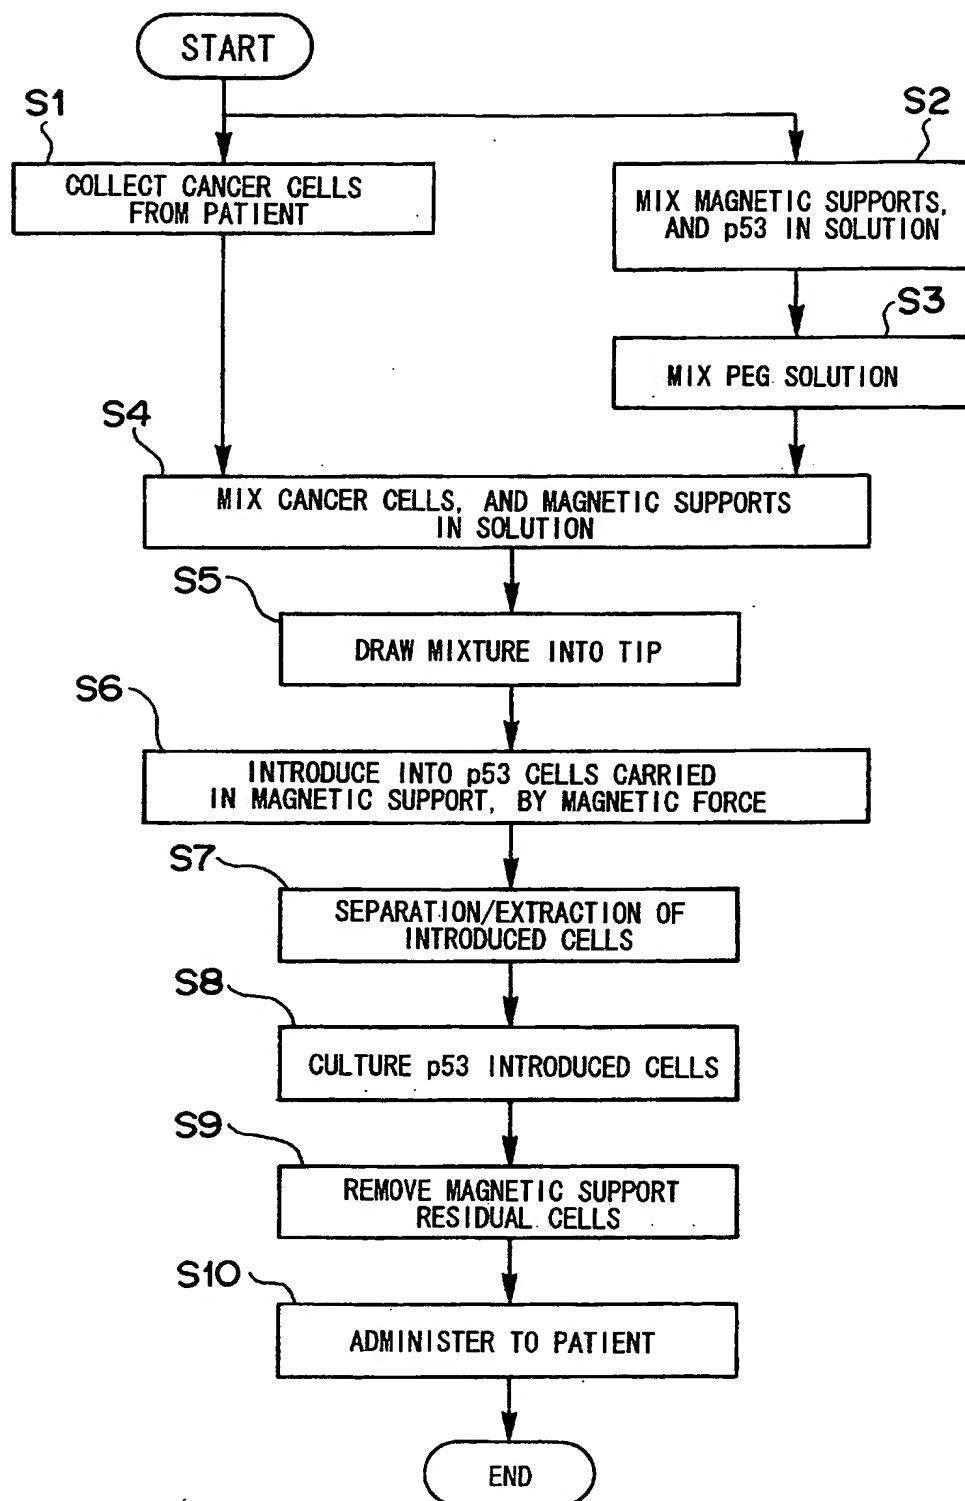 START
S1
COLLECT CANCER CELLS
FROM PATIENT
S2
MIX MAGNETIC SUPPORTS,
AND p53 IN SOLUTION
S3
MIX PEG SOLUTION
S4
MIX CANCER CELLS, AND MAGNETIC SUPPORTS
IN SOLUTION
S5
DRAW MIXTURE INTO TIP
S6
INTRODUCE INTO p53 CELLS CARRIED
IN MAGNETIC SUPPORT, BY MAGNETIC FORCE
S7
SEPARATION/EXTRACTION OF
INTRODUCED CELLS
S8
CULTURE p53 INTRODUCED CELLS
S9
REMOVE MAGNETIC SUPPORT
RESIDUAL CELLS
S10
ADMINISTER TO PATIENT
END